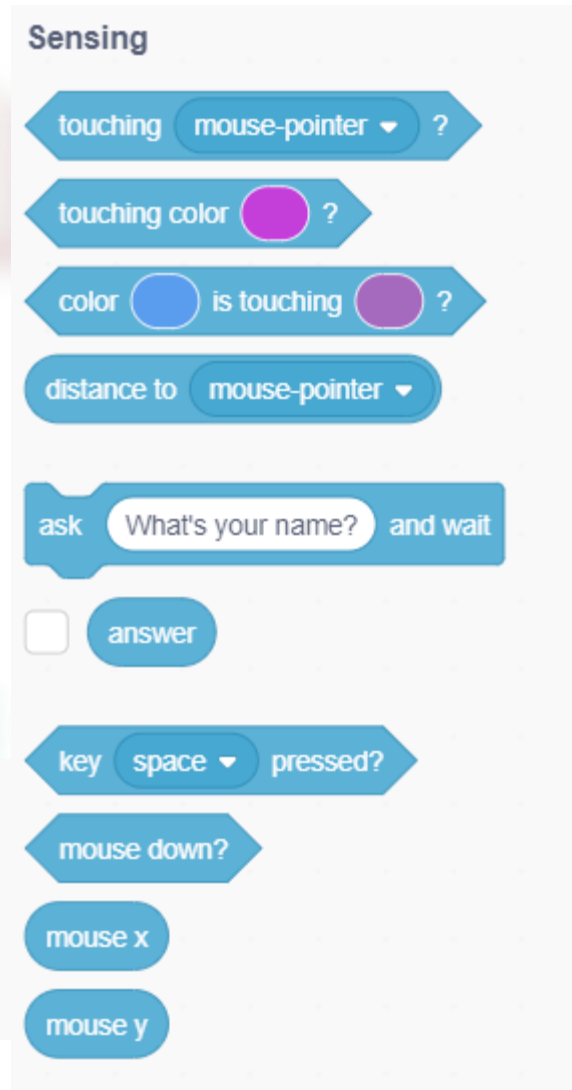 Sensing
touching mouse-pointer ?
touching color ?
color is touching ?
distance to mouse-pointer
ask What's your name? and wait
answer
key space pressed?
mouse down?
mouse x
mouse y